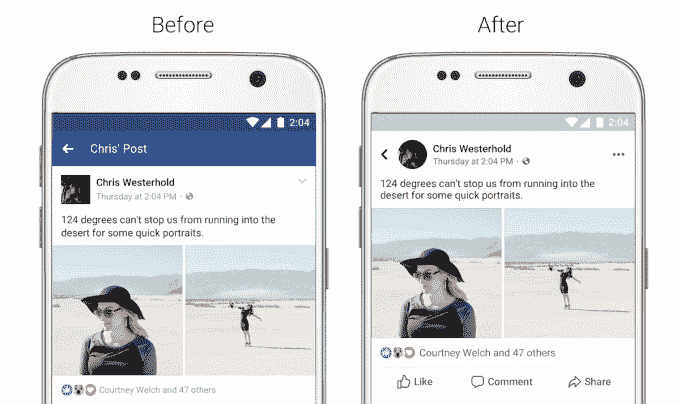 Before
After
2:04
Chris' Post
Chris Westerhold
Thursday at 2:04 PM ·
124 degrees can't stop us from running into the
desert for some quick portraits.
Courtney Welch and 47 others
2:04
Chris Westerhold
Thursday at 2:04 PM ·
124 degrees can't stop us from running into the
desert for some quick portraits.
Courtney Welch and 47 others
Like
Comment
Share